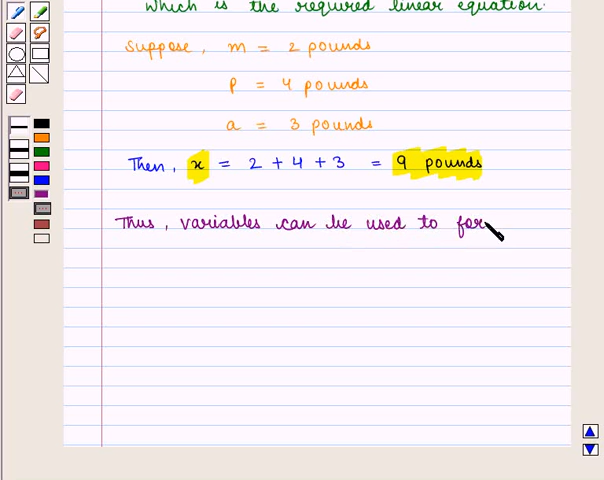 which is the required linear equation.
Suppose, m = 2 pounds
p = 4 pounds
a = 3 pounds
Then, x = 2 + 4 + 3 = 9 pounds
Thus, variables can be used to for